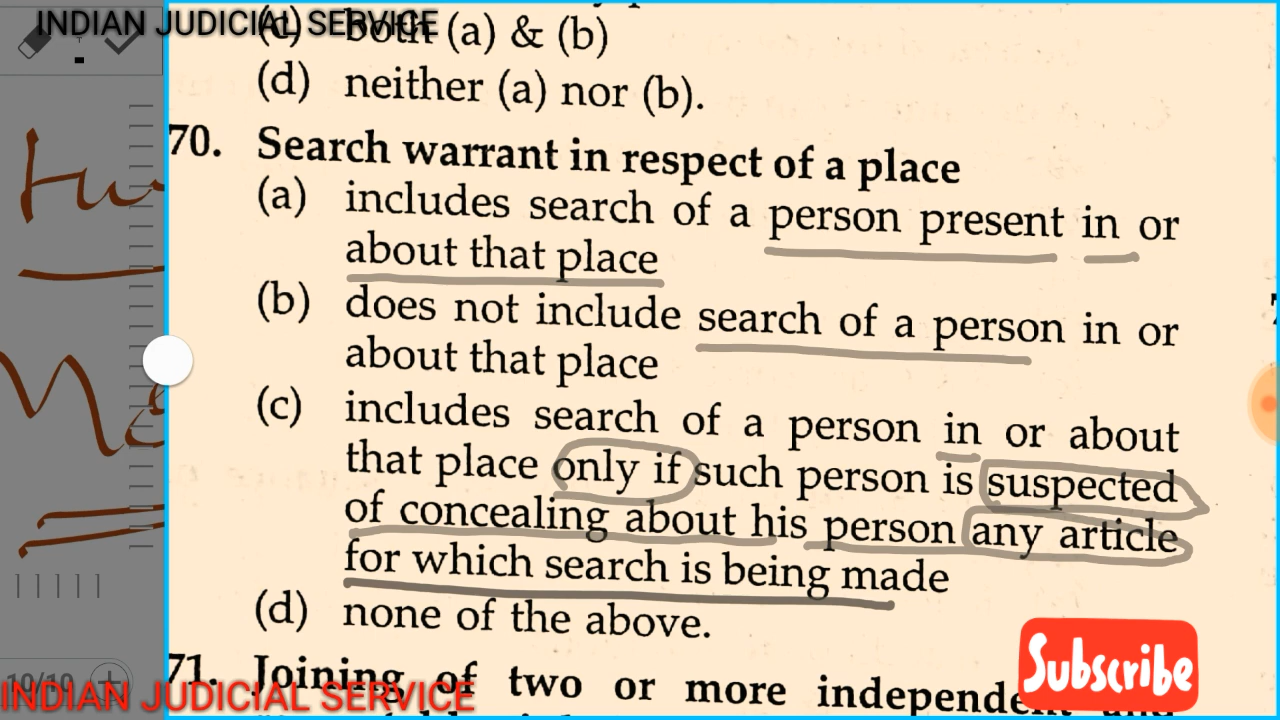 INDIAN JUDICIAL SERVICE
(c) both (a) & (b)
(d) neither (a) nor (b).
70. Search warrant in respect of a place
(a) includes search of a person present in or
about that place
(b) does not include search of a person in or
about that place
(c) includes search of a person in or about
that place only if such person is suspected
of concealing about his person any article
for which search is being made
(d) none of the above.
71. Joining of two or more independent and
Subscribe
19/19
INDIAN JUDICIAL SERVICE